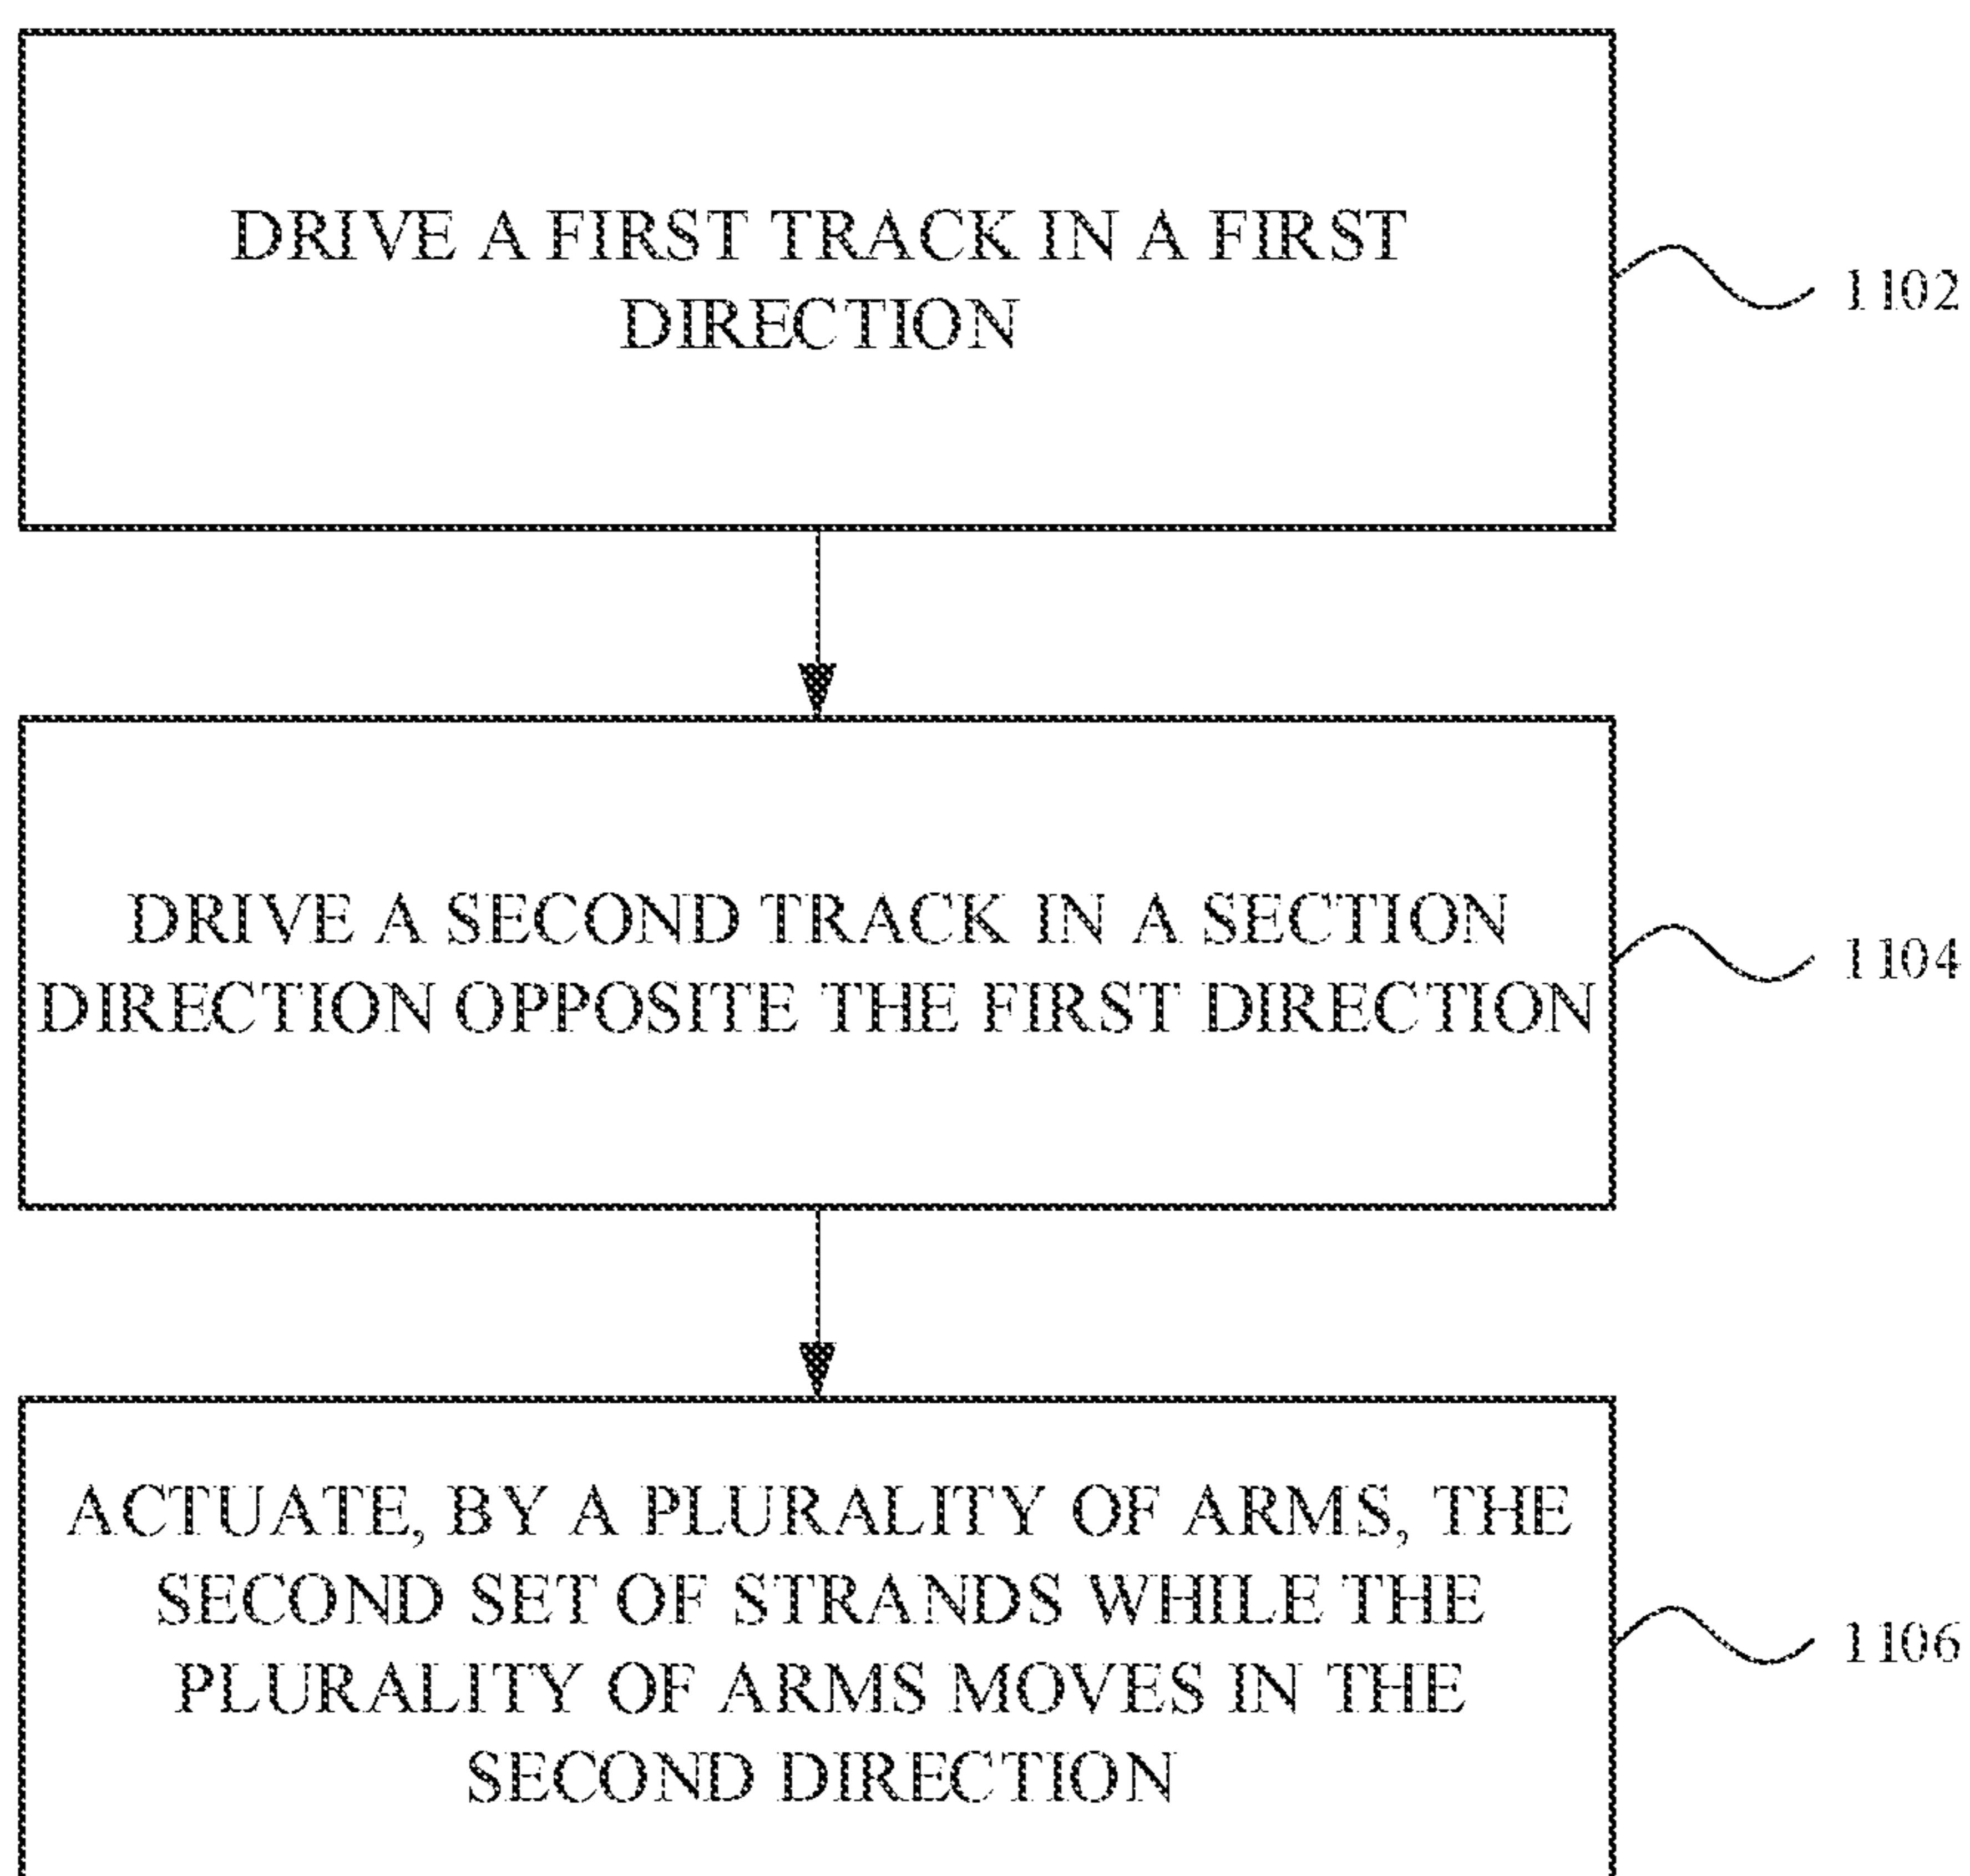 DRIVE A FIRST TRACK IN A FIRST
DIRECTION
1102
DRIVE A SECOND TRACK IN A SECTION
DIRECTION OPPOSITE THE FIRST DIRECTION
1104
ACTUATE, BY A PLURALITY OF ARMS, THE
SECOND SET OF STRANDS WHILE THE
PLURALITY OF ARMS MOVES IN THE
SECOND DIRECTION
1106